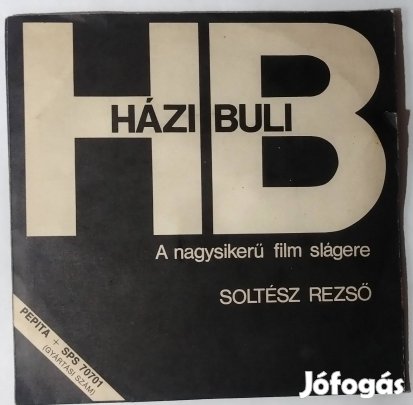 HB
HÁZI BULI
A nagysikerű film slágere
SOLTÉSZ REZSŐ
PEPITA + SPS 70701
(GYÁRTÁSI SZÁM)
Jófogás